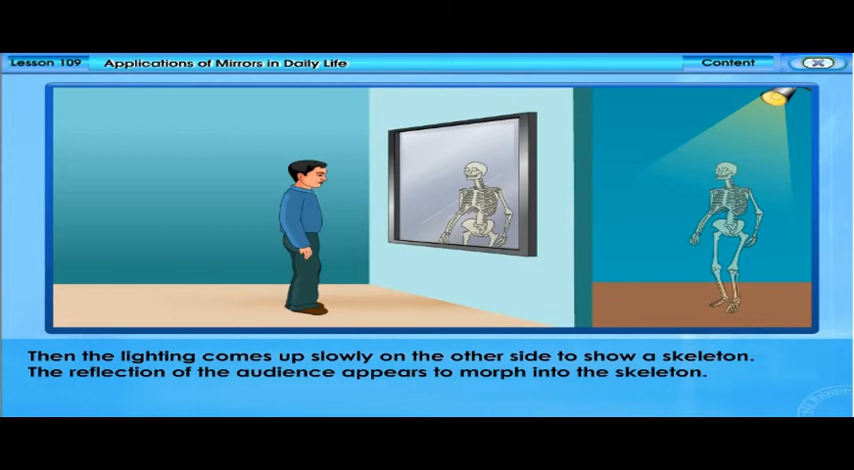 Lesson 109
Applications of Mirrors in Daily Life
Content
Then the lighting comes up slowly on the other side to show a skeleton.
The reflection of the audience appears to morph into the skeleton.